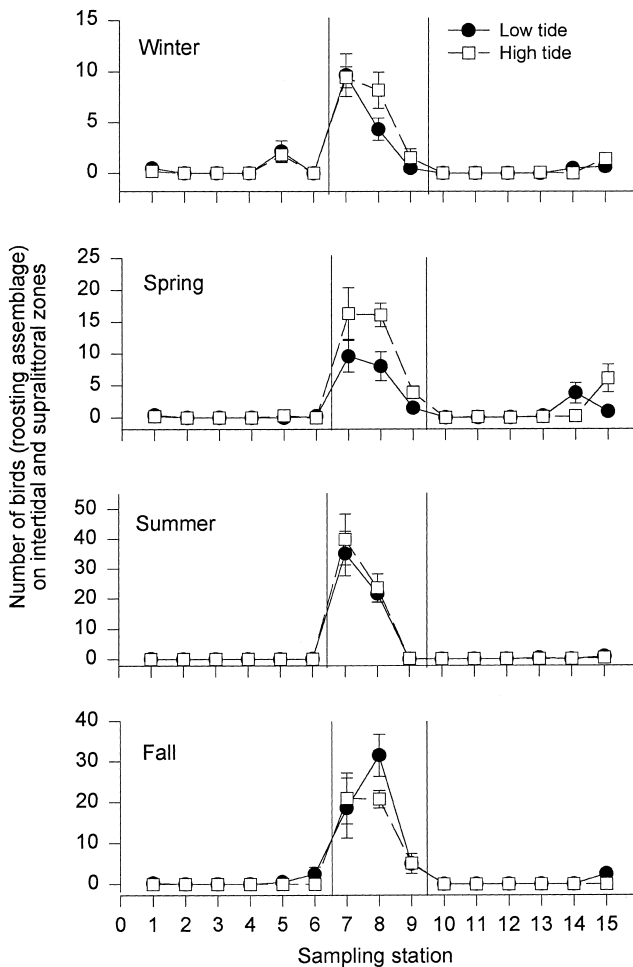 Number of birds (roosting assemblage)
on intertidal and supralittoral zones
Winter
Low tide
High tide
15
10
5
0
Spring
25
20
15
10
5
0
Summer
50
40
30
20
10
0
Fall
40
30
20
10
0
0 1 2 3 4 5 6 7 8 9 10 11 12 13 14 15
Sampling station